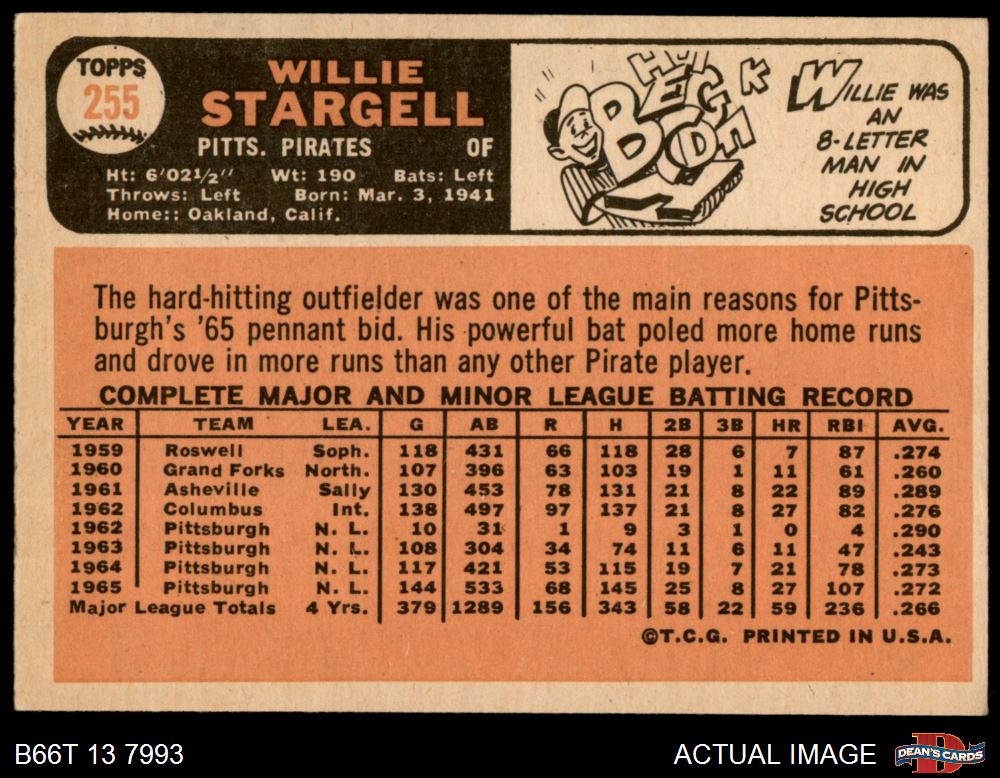 TOPPS
255
WILLIE
STARGELL
PITTS. PIRATES OF
Ht: 6'02½" Wt: 190 Bats: Left
Throws: Left Born: Mar. 3, 1941
Home:: Oakland, Calif.
WILLIE WAS
AN
8-LETTER
MAN IN
HIGH
SCHOOL
The hard-hitting outfielder was one of the main reasons for Pitts-
burgh's '65 pennant bid. His powerful bat poled more home runs
and drove in more runs than any other Pirate player.
COMPLETE MAJOR AND MINOR LEAGUE BATTING RECORD
YEAR TEAM LEA. G AB R H 2B 3B HR RBI AVG.
1959 Roswell Soph. 118 431 66 118 28 6 7 87 .274
1960 Grand Forks North. 107 396 63 103 19 1 11 61 .260
1961 Asheville Sally 130 453 78 131 21 8 22 89 .289
1962 Columbus Int. 138 497 97 137 21 8 27 82 .276
1962 Pittsburgh N. L. 10 31 1 9 3 1 0 4 .290
1963 Pittsburgh N. L. 108 304 34 74 11 6 11 47 .243
1964 Pittsburgh N. L. 117 421 53 115 19 7 21 78 .273
1965 Pittsburgh N. L. 144 533 68 145 25 8 27 107 .272
Major League Totals 4 Yrs. 379 1289 156 343 58 22 59 236 .266
©T.C.G. PRINTED IN U.S.A.
B66T 13 7993 ACTUAL IMAGE DEAN'S CARDS